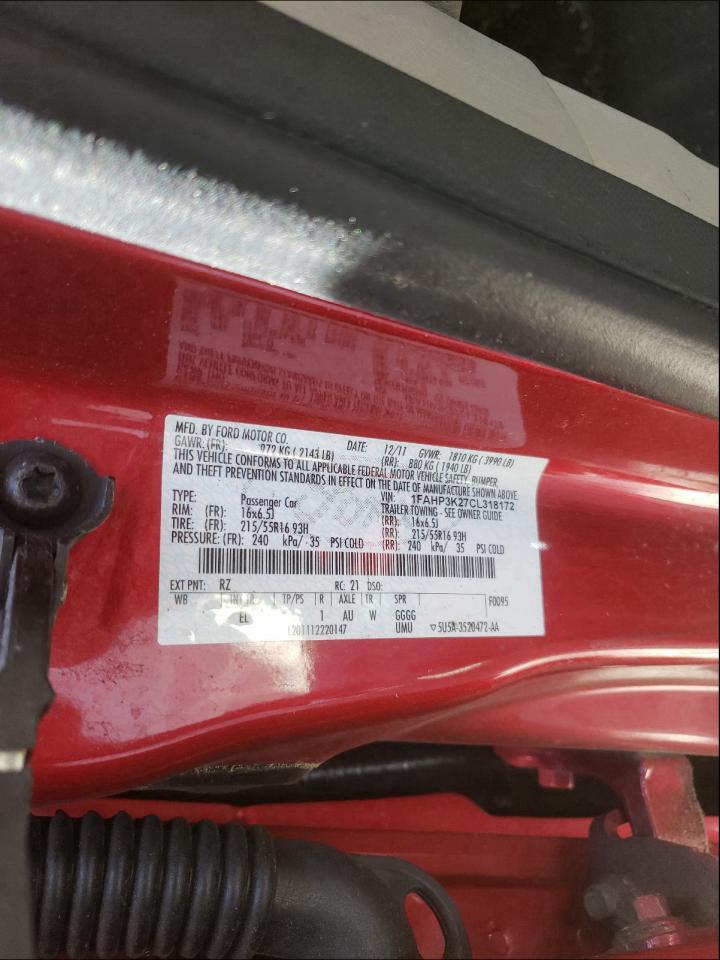 MFD. BY FORD MOTOR CO. DATE: 12/11 GVWR: 1810 KG ( 3990 LB)
GAWR: (FR): 972 KG ( 2143 LB) (RR): 880 KG ( 1940 LB)
THIS VEHICLE CONFORMS TO ALL APPLICABLE FEDERAL MOTOR VEHICLE SAFETY, BUMPER,
AND THEFT PREVENTION STANDARDS IN EFFECT ON THE DATE OF MANUFACTURE SHOWN ABOVE.
VIN: 1FAHP3K27CL318172
TYPE: Passenger Car TRAILER TOWING - SEE OWNER GUIDE
RIM: (FR) 16x6.5J (RR): 16x6.5J
TIRE: (FR) 215/55R16 93H (RR): 215/55R16 93H
PRESSURE: (FR) 240 kPa/ 35 PSI COLD (RR): 240 kPa/ 35 PSI COLD
EXT PNT: RZ RC: 21 DSO: F0095
WB INT TR TP/PS R AXLE TR SPR
EL 1 AU W GGGG
L201112220147 UMU